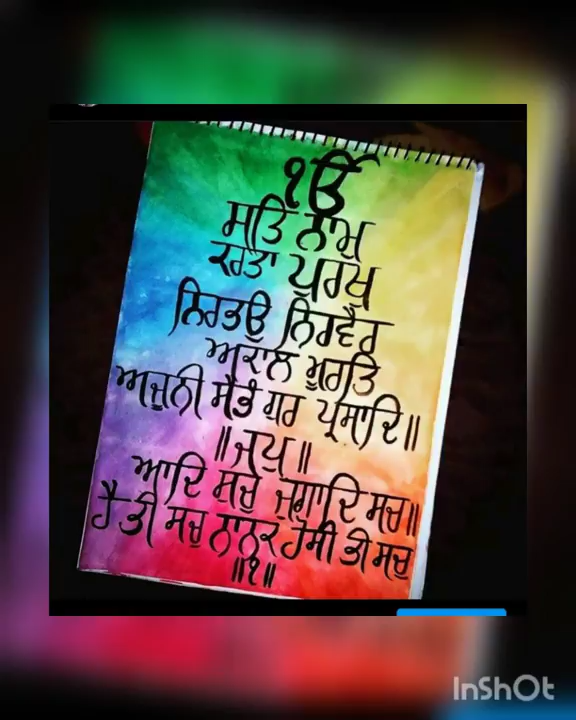 ੴ
ਸਤਿ ਨਾਮੁ
ਕਰਤਾ ਪੁਰਖੁ
ਨਿਰਭਉ ਨਿਰਵੈਰੁ
ਅਕਾਲ ਮੂਰਤਿ
ਅਜੂਨੀ ਸੈਭੰ ਗੁਰ ਪ੍ਰਸਾਦਿ॥
॥ਜਪੁ॥
ਆਦਿ ਸਚੁ ਜੁਗਾਦਿ ਸਚੁ॥
ਹੈ ਭੀ ਸਚੁ ਨਾਨਕ ਹੋਸੀ ਭੀ ਸਚੁ
॥੧॥
InShOt